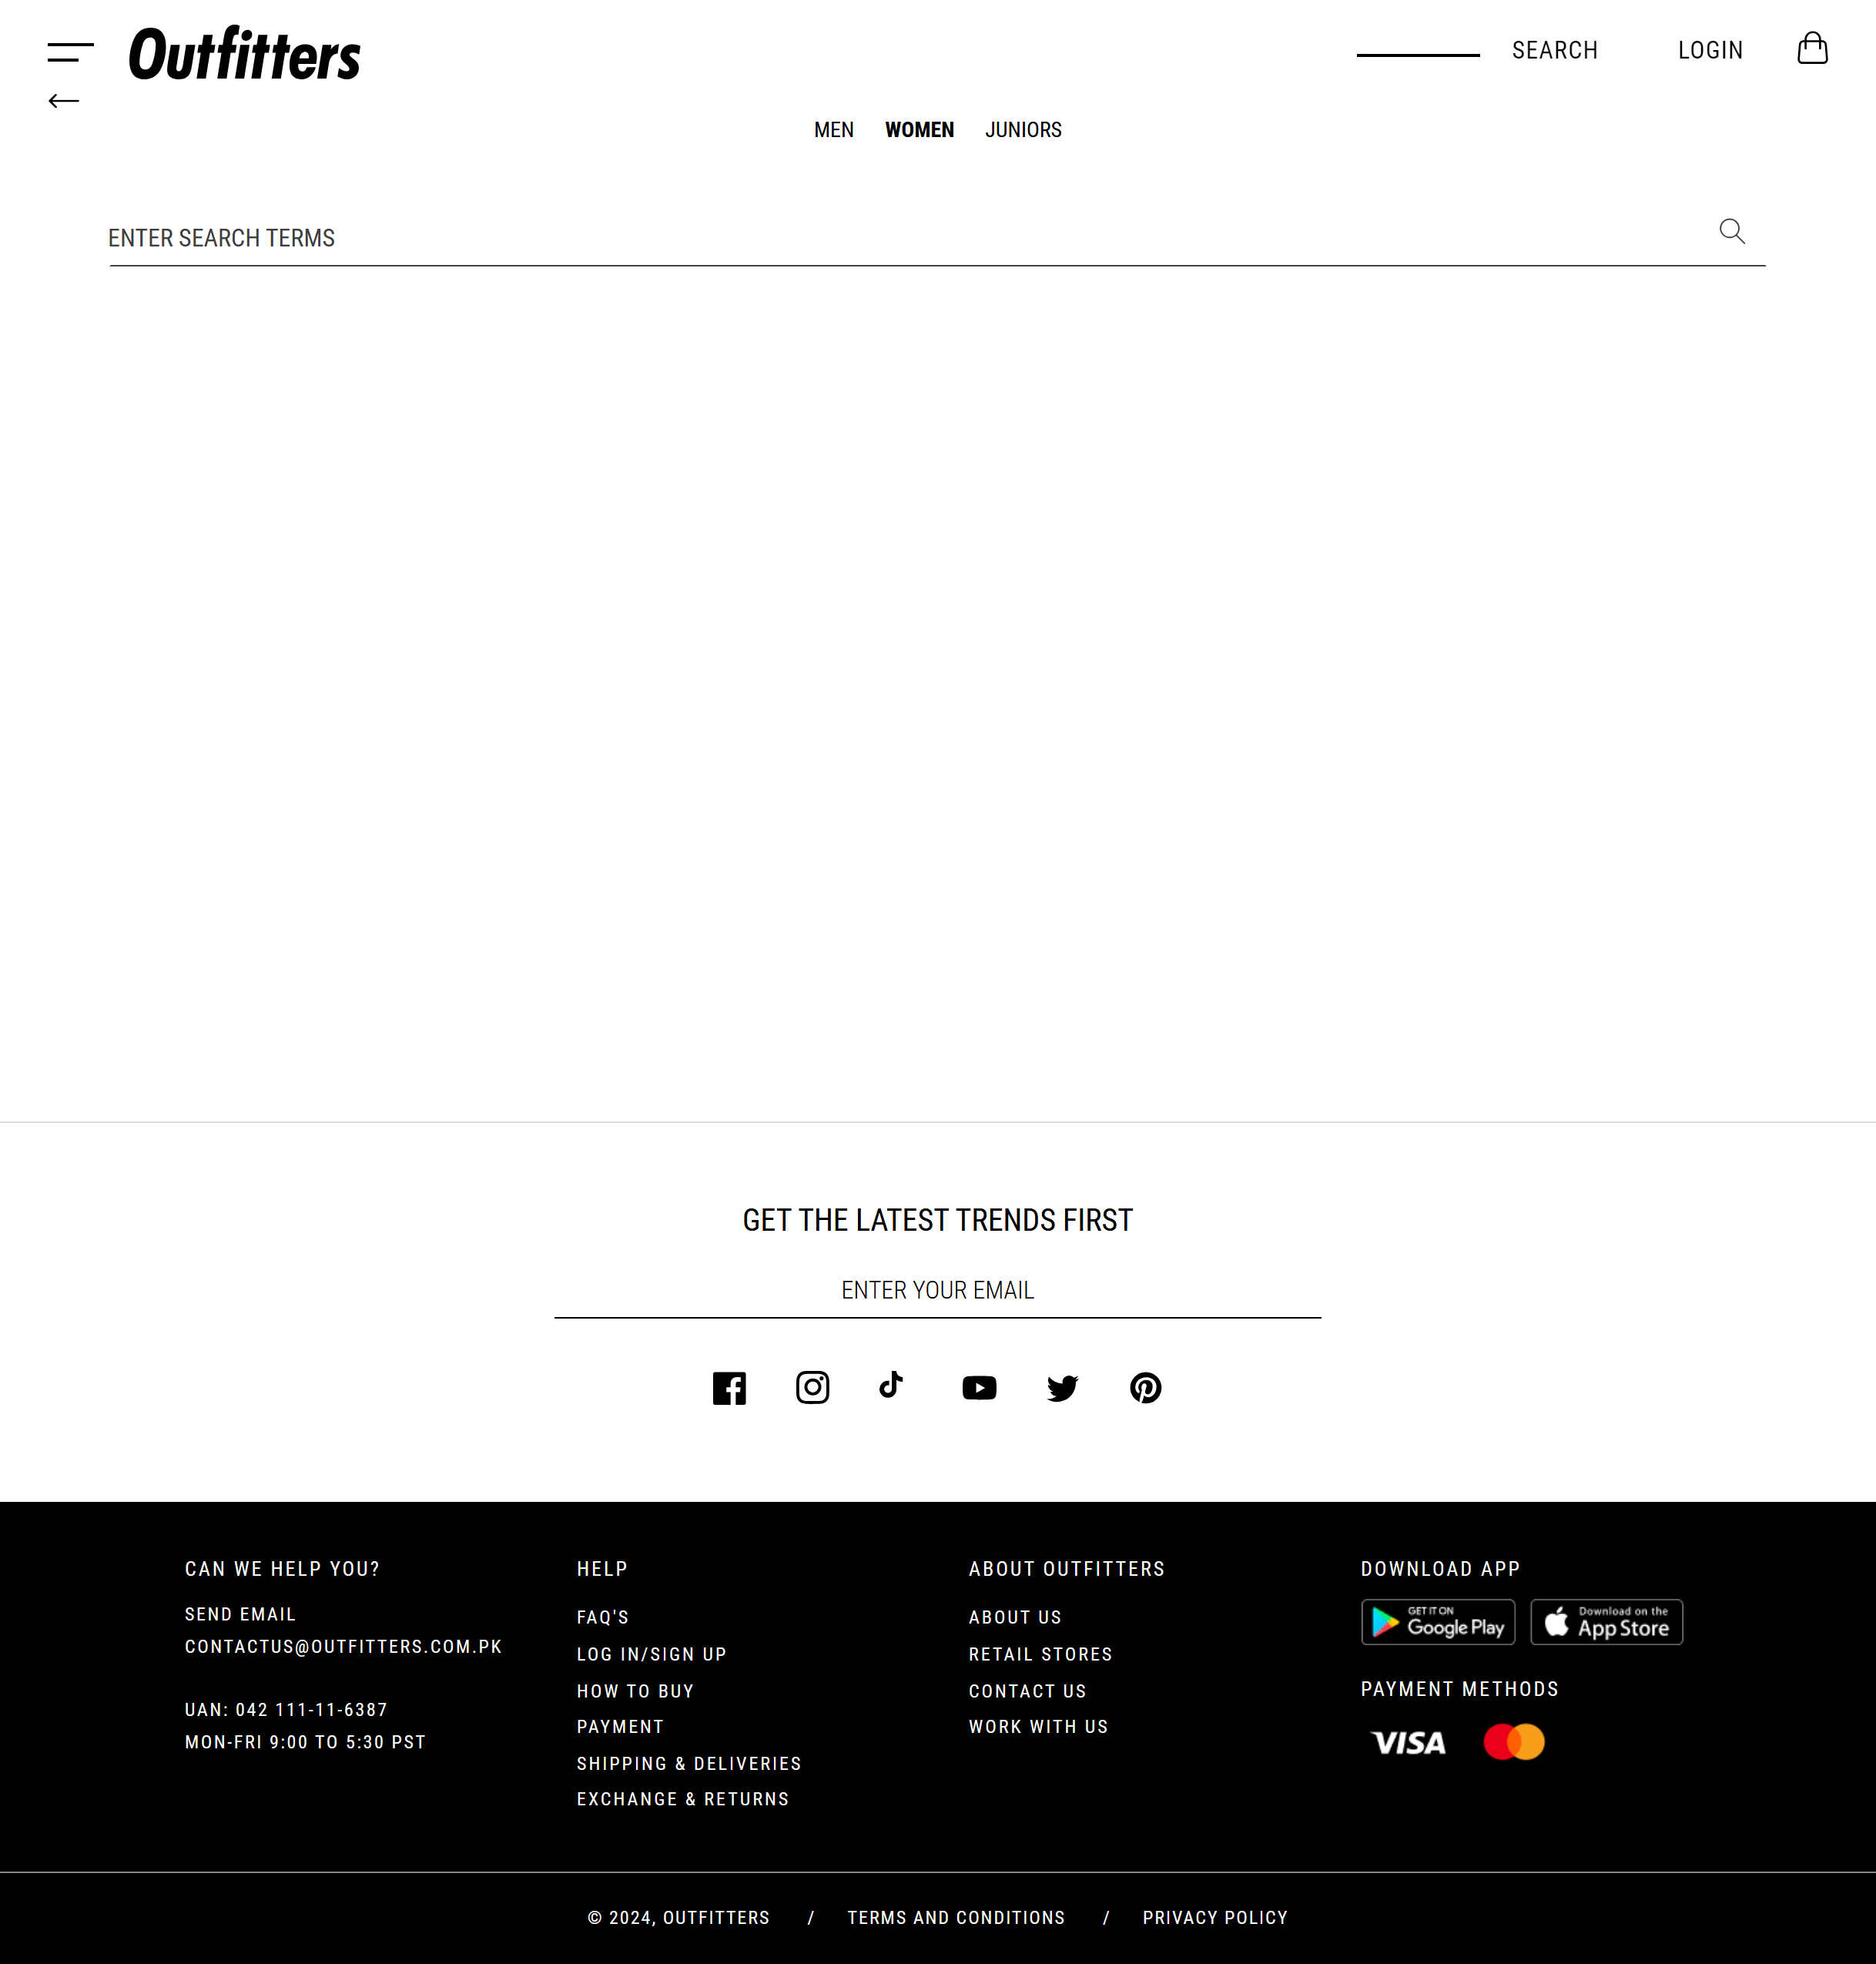 Outfitters
SEARCH LOGIN
MEN WOMEN JUNIORS
ENTER SEARCH TERMS
GET THE LATEST TRENDS FIRST
ENTER YOUR EMAIL
CAN WE HELP YOU?
SEND EMAIL
CONTACTUS@OUTFITTERS.COM.PK
UAN: 042 111-11-6387
MON-FRI 9:00 TO 5:30 PST
HELP
FAQ'S
LOG IN/SIGN UP
HOW TO BUY
PAYMENT
SHIPPING & DELIVERIES
EXCHANGE & RETURNS
ABOUT OUTFITTERS
ABOUT US
RETAIL STORES
CONTACT US
WORK WITH US
DOWNLOAD APP
GET IT ON
Google Play
Download on the
App Store
PAYMENT METHODS
VISA
© 2024, OUTFITTERS / TERMS AND CONDITIONS / PRIVACY POLICY